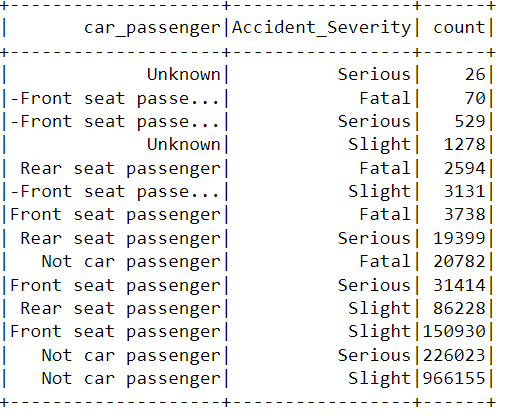 +--------------------+-----------------+------+
|       car_passenger|Accident_Severity| count|
+--------------------+-----------------+------+
|             Unknown|          Serious|    26|
|-Front seat passe...|            Fatal|    70|
|-Front seat passe...|          Serious|   529|
|             Unknown|           Slight|  1278|
| Rear seat passenger|            Fatal|  2594|
|-Front seat passe...|           Slight|  3131|
|Front seat passenger|            Fatal|  3738|
| Rear seat passenger|          Serious| 19399|
|   Not car passenger|            Fatal| 20782|
|Front seat passenger|          Serious| 31414|
| Rear seat passenger|           Slight| 86228|
|Front seat passenger|           Slight|150930|
|   Not car passenger|          Serious|226023|
|   Not car passenger|           Slight|966155|
+--------------------+-----------------+------+